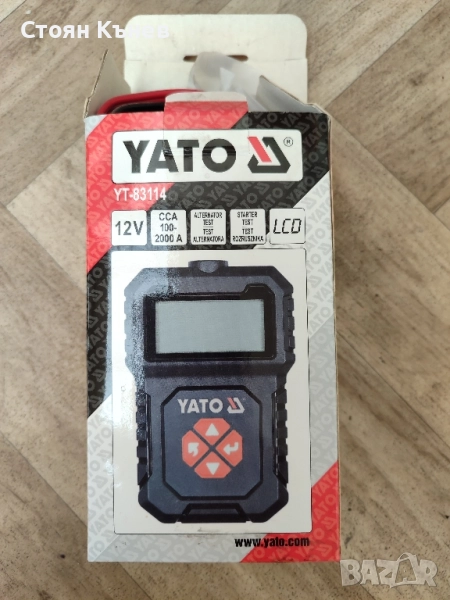 Стоян Кънев
YATO ®
YT-83114
12V
CCA
100-
2000 A
ALTERNATOR
TEST
TEST
ALTERNATORA
STARTER
TEST
TEST
ROZRUSZNIKA
LCD
YATO
www.yato.com
bazar